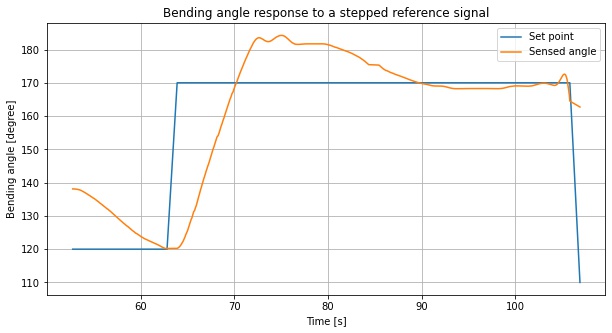 Bending angle response to a stepped reference signal
Set point
Sensed angle
Bending angle [degree]
180
170
160
150
140
130
120
110
60
70
80
90
100
Time [s]